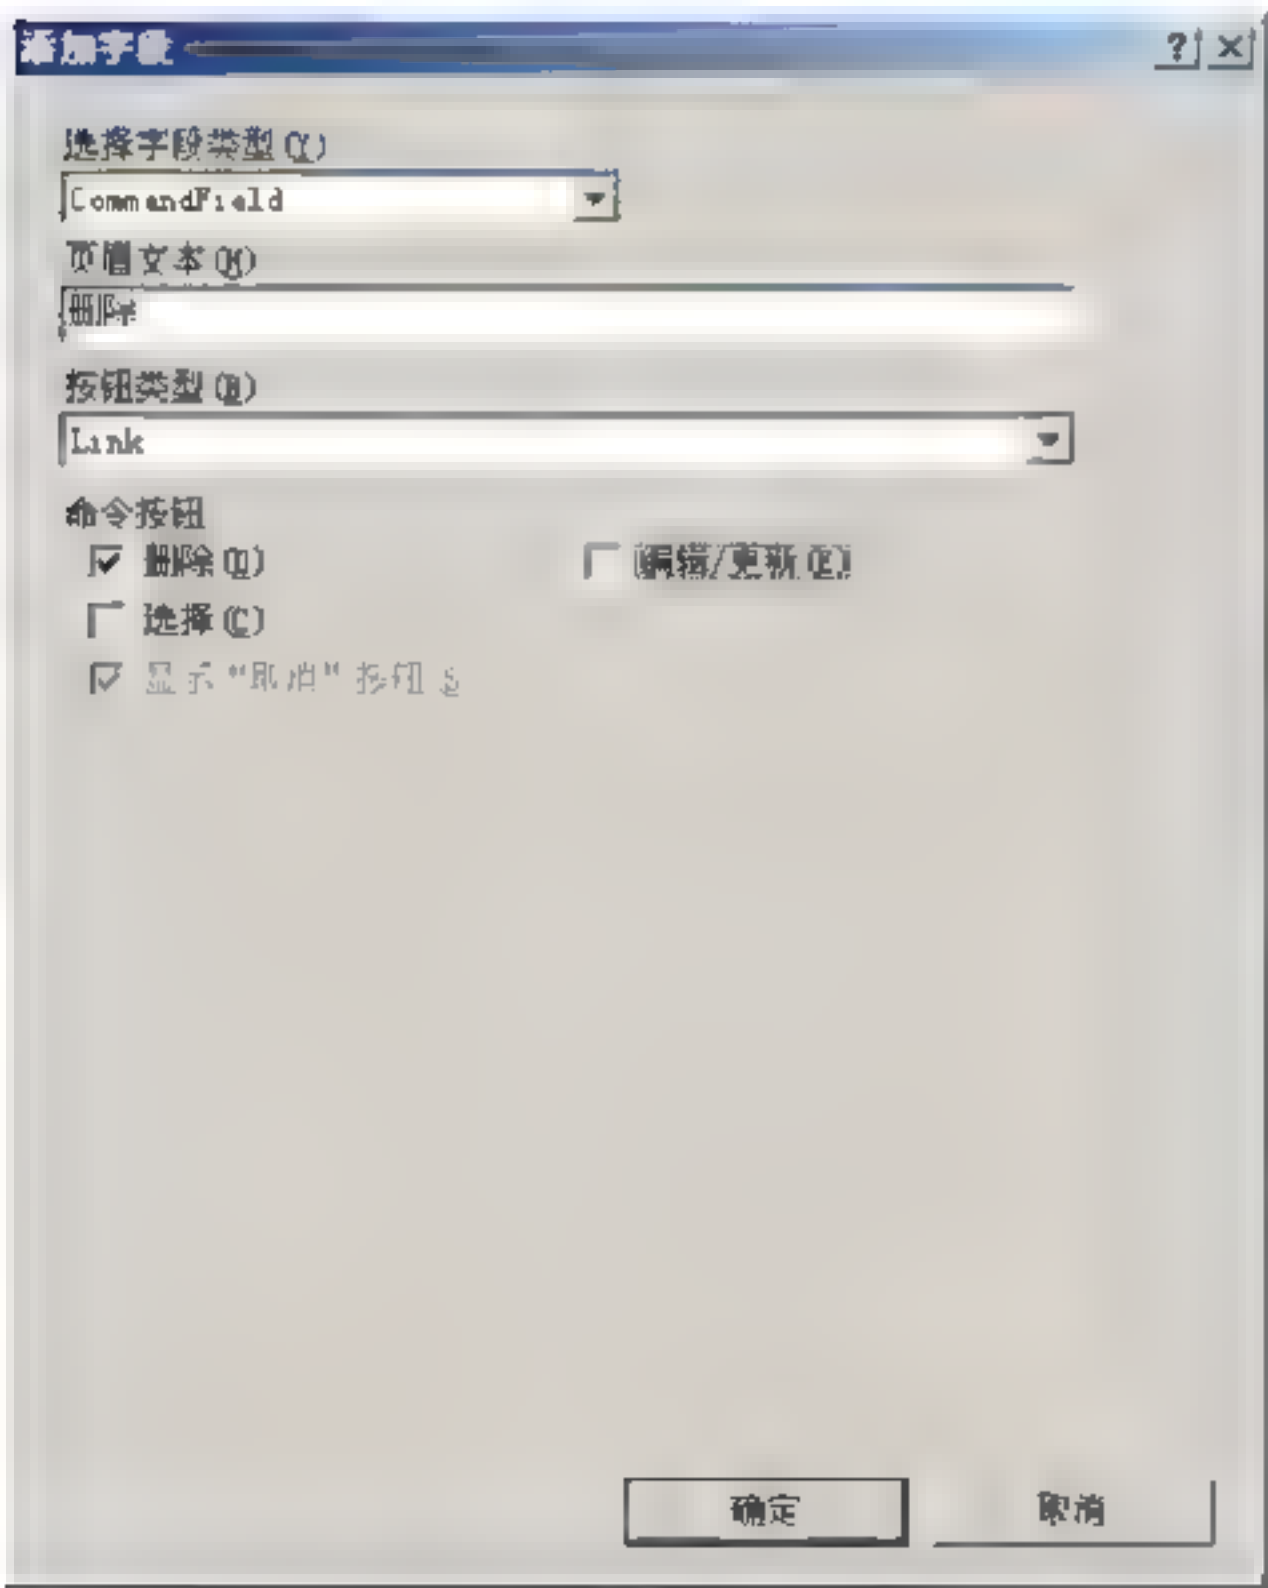 添加字段
选择字段类型(Y)
CommandField
页眉文本(H)
删除
按钮类型(B)
Link
命令按钮
删除(D) 编辑/更新(E)
选择(C)
显示“取消”按钮
确定 取消